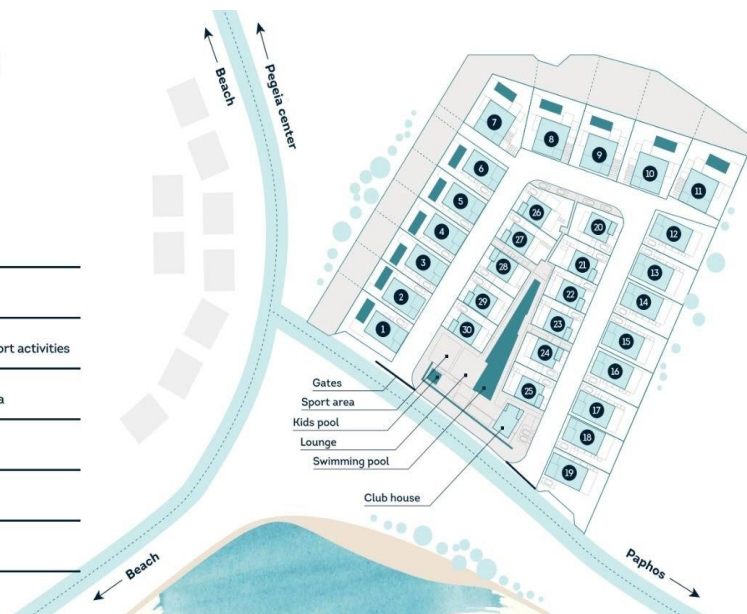 ort activities
a
Beach
Pegeia center
7
8
9
10
11
6
5
4
3
2
1
26
27
28
29
30
20
21
22
23
24
25
12
13
14
15
16
17
18
19
Gates
Sport area
Kids pool
Lounge
Swimming pool
Club house
Beach
Paphos